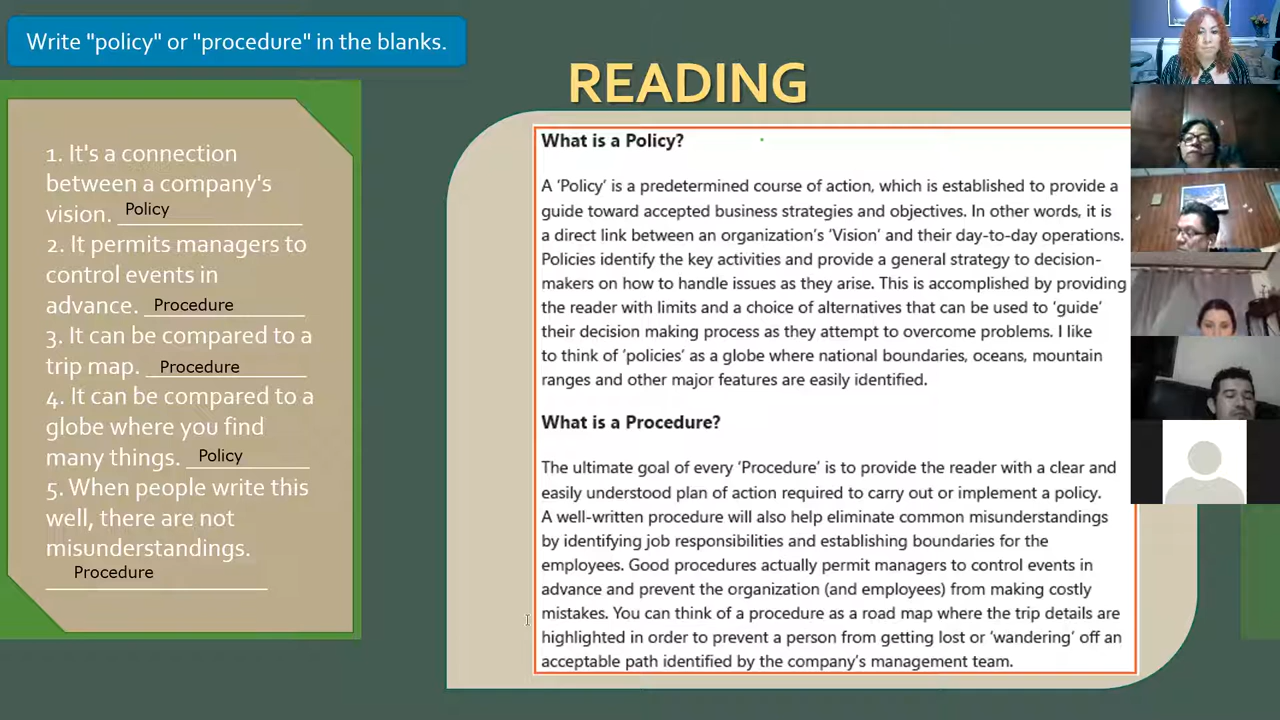 Write "policy" or "procedure" in the blanks.
READING
1. It's a connection
between a company's
vision. Policy
2. It permits managers to
control events in
advance. Procedure
3. It can be compared to a
trip map. Procedure
4. It can be compared to a
globe where you find
many things. Policy
5. When people write this
well, there are not
misunderstandings.
Procedure
What is a Policy?
A 'Policy' is a predetermined course of action, which is established to provide a
guide toward accepted business strategies and objectives. In other words, it is
a direct link between an organization's 'Vision' and their day-to-day operations.
Policies identify the key activities and provide a general strategy to decision-
makers on how to handle issues as they arise. This is accomplished by providing
the reader with limits and a choice of alternatives that can be used to 'guide'
their decision making process as they attempt to overcome problems. I like
to think of 'policies' as a globe where national boundaries, oceans, mountain
ranges and other major features are easily identified.
What is a Procedure?
The ultimate goal of every 'Procedure' is to provide the reader with a clear and
easily understood plan of action required to carry out or implement a policy.
A well-written procedure will also help eliminate common misunderstandings
by identifying job responsibilities and establishing boundaries for the
employees. Good procedures actually permit managers to control events in
advance and prevent the organization (and employees) from making costly
mistakes. You can think of a procedure as a road map where the trip details are
highlighted in order to prevent a person from getting lost or 'wandering' off an
acceptable path identified by the company's management team.